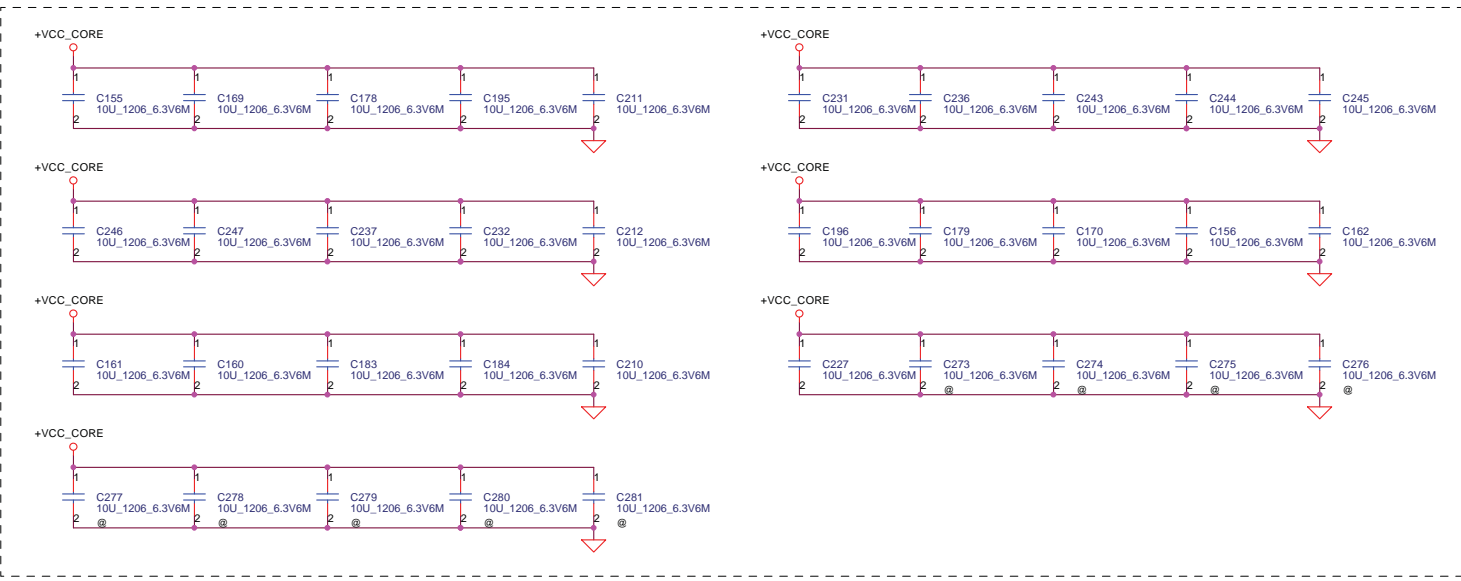 +VCC_CORE
1 1 1 1 1
C155 C169 C178 C195 C211
10U_1206_6.3V6M 10U_1206_6.3V6M 10U_1206_6.3V6M 10U_1206_6.3V6M 10U_1206_6.3V6M
2 2 2 2 2
+VCC_CORE
1 1 1 1 1
C231 C236 C243 C244 C245
10U_1206_6.3V6M 10U_1206_6.3V6M 10U_1206_6.3V6M 10U_1206_6.3V6M 10U_1206_6.3V6M
2 2 2 2 2
+VCC_CORE
1 1 1 1 1
C246 C247 C237 C232 C212
10U_1206_6.3V6M 10U_1206_6.3V6M 10U_1206_6.3V6M 10U_1206_6.3V6M 10U_1206_6.3V6M
2 2 2 2 2
+VCC_CORE
1 1 1 1 1
C196 C179 C170 C156 C162
10U_1206_6.3V6M 10U_1206_6.3V6M 10U_1206_6.3V6M 10U_1206_6.3V6M 10U_1206_6.3V6M
2 2 2 2 2
+VCC_CORE
1 1 1 1 1
C161 C160 C183 C184 C210
10U_1206_6.3V6M 10U_1206_6.3V6M 10U_1206_6.3V6M 10U_1206_6.3V6M 10U_1206_6.3V6M
2 2 2 2 2
+VCC_CORE
1 1 1 1 1
C227 C273 C274 C275 C276
10U_1206_6.3V6M 10U_1206_6.3V6M 10U_1206_6.3V6M 10U_1206_6.3V6M 10U_1206_6.3V6M
2 2 2 2 2
@ @ @ @
+VCC_CORE
1 1 1 1 1
C277 C278 C279 C280 C281
10U_1206_6.3V6M 10U_1206_6.3V6M 10U_1206_6.3V6M 10U_1206_6.3V6M 10U_1206_6.3V6M
2 2 2 2 2
@ @ @ @ @